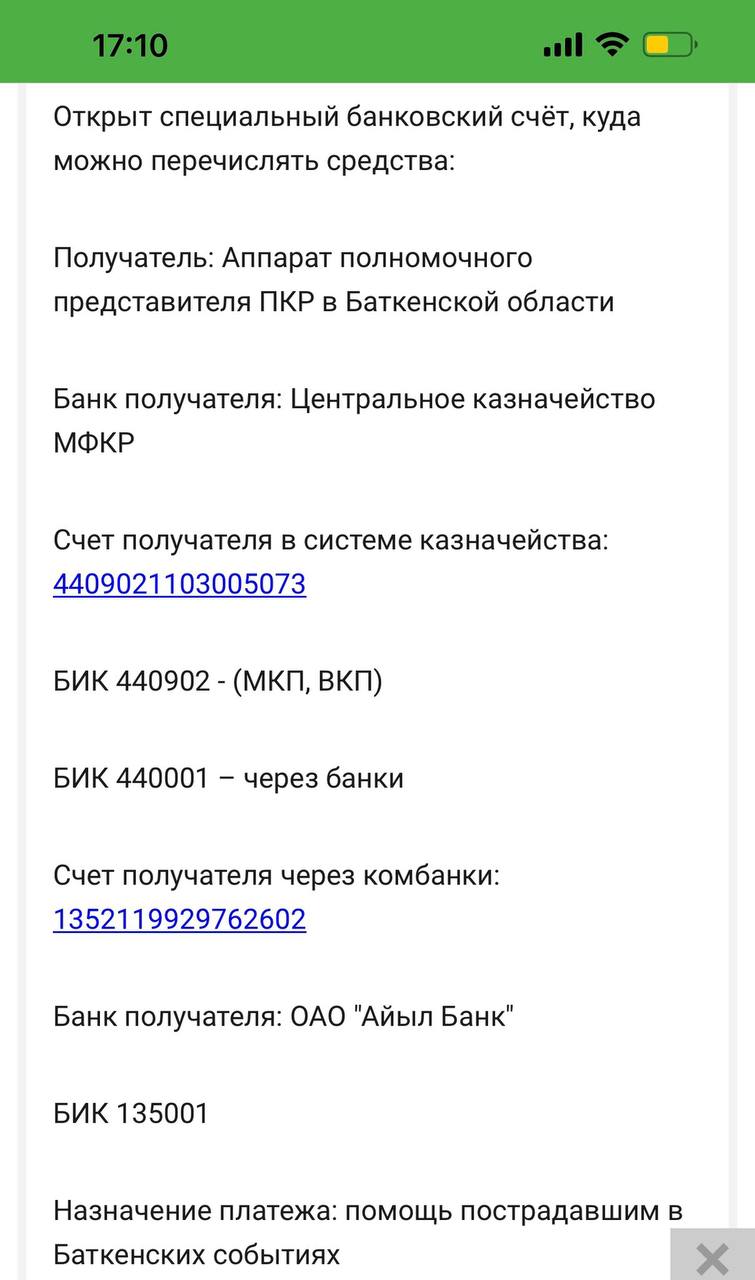 17:10
Открыт специальный банковский счёт, куда
можно перечислять средства:
Получатель: Аппарат полномочного
представителя ПКР в Баткенской области
Банк получателя: Центральное казначейство
МФКР
Счет получателя в системе казначейства:
4409021103005073
БИК 440902 - (МКП, ВКП)
БИК 440001 – через банки
Счет получателя через комбанки:
1352119929762602
Банк получателя: ОАО "Айыл Банк"
БИК 135001
Назначение платежа: помощь пострадавшим в
Баткенских событиях